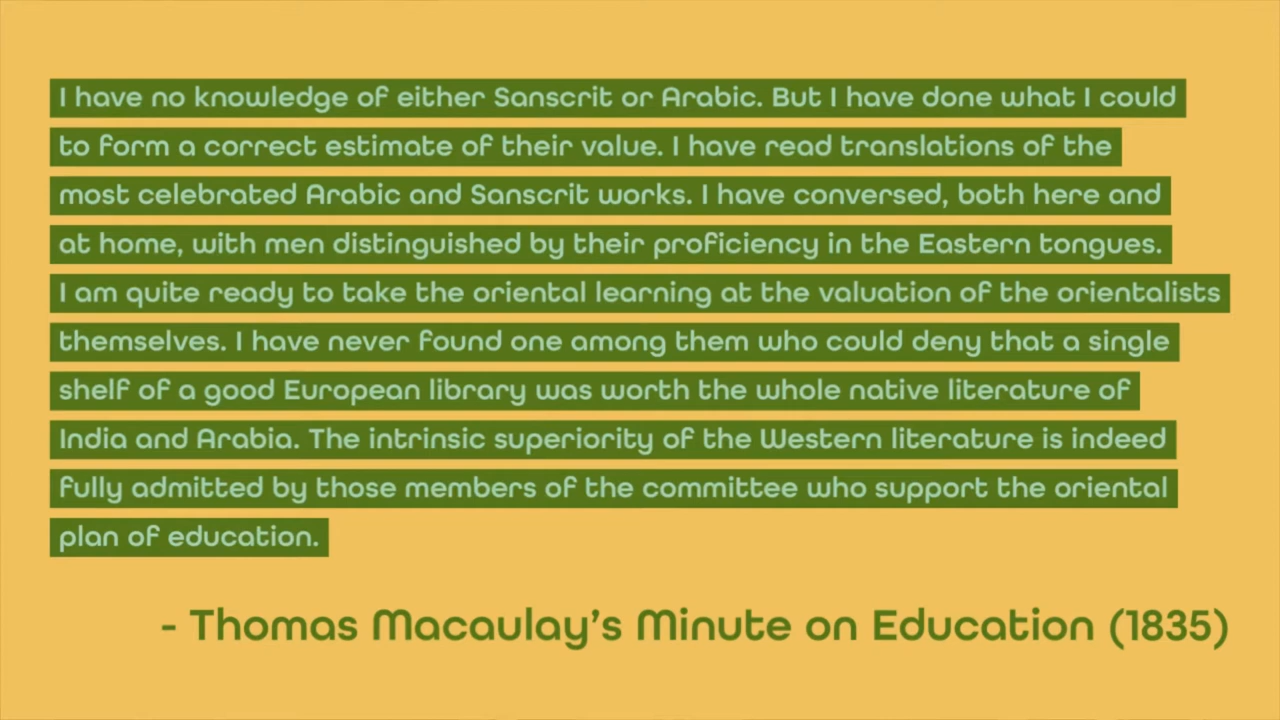 I have no knowledge of either Sanscrit or Arabic. But I have done what I could
to form a correct estimate of their value. I have read translations of the
most celebrated Arabic and Sanscrit works. I have conversed, both here and
at home, with men distinguished by their proficiency in the Eastern tongues.
I am quite ready to take the oriental learning at the valuation of the orientalists
themselves. I have never found one among them who could deny that a single
shelf of a good European library was worth the whole native literature of
India and Arabia. The intrinsic superiority of the Western literature is indeed
fully admitted by those members of the committee who support the oriental
plan of education.
- Thomas Macaulay’s Minute on Education (1835)